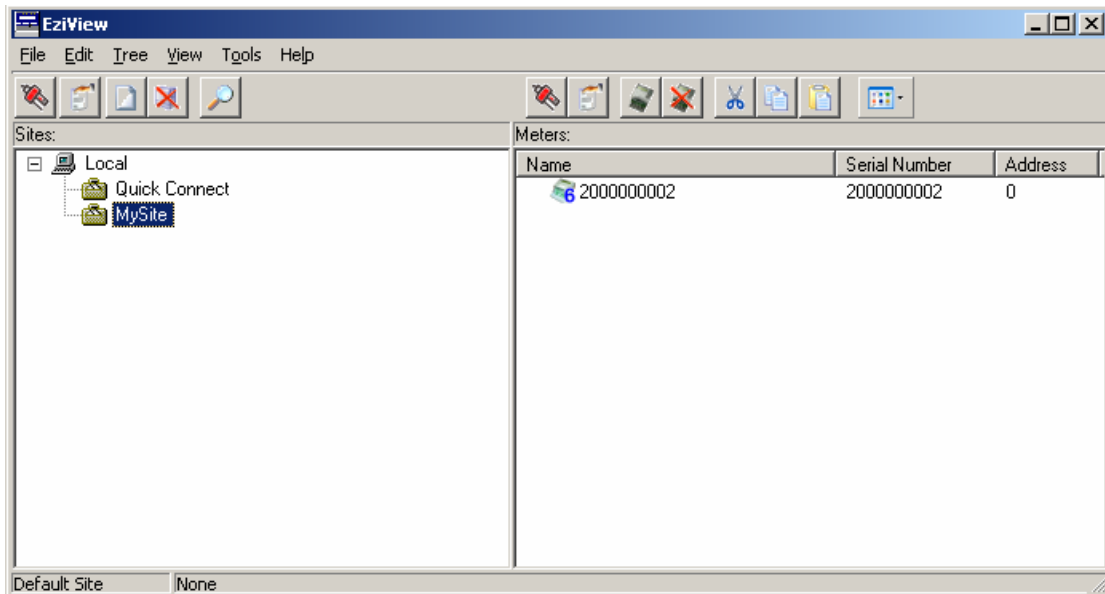 EziView
File Edit Tree View Tools Help
Sites:
Meters:
Local
Quick Connect
MySite
Name Serial Number Address
6 2000000002 2000000002 0
Default Site None